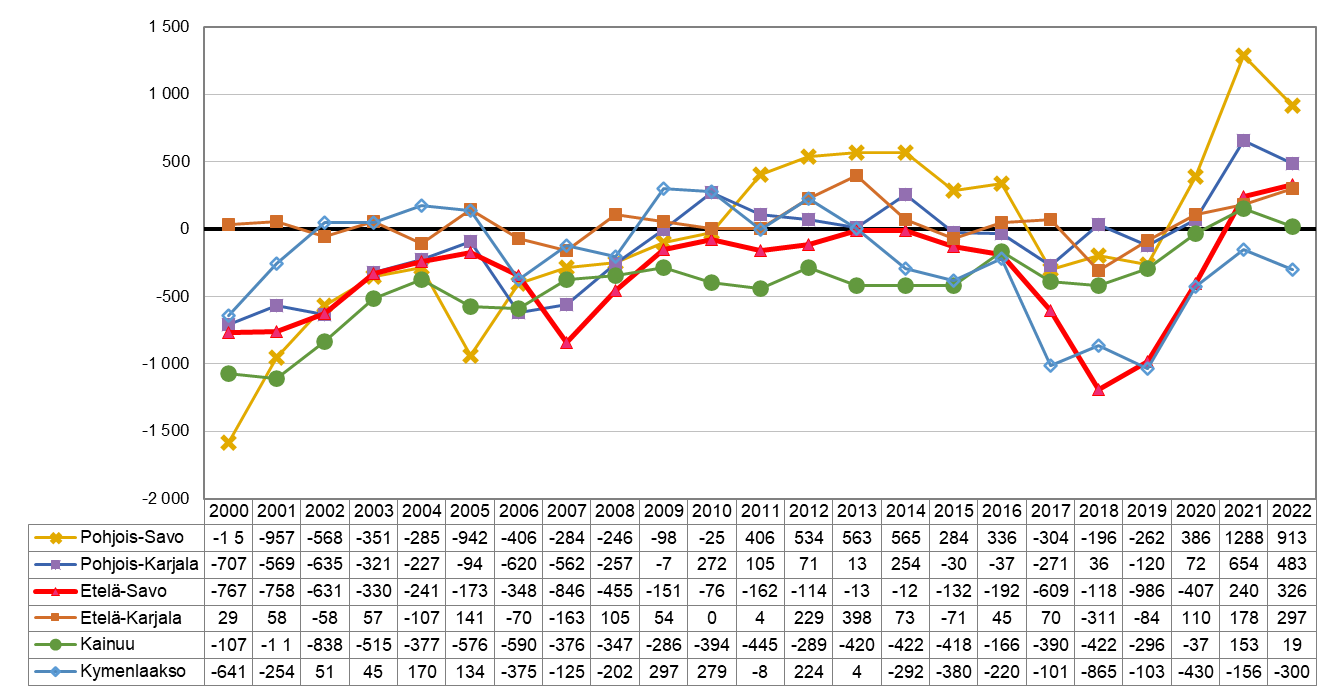 1 500
1 000
500
0
-500
-1 000
-1 500
-2 000
2000 2001 2002 2003 2004 2005 2006 2007 2008 2009 2010 2011 2012 2013 2014 2015 2016 2017 2018 2019 2020 2021 2022
Pohjois-Savo -1 5 -957 -568 -351 -285 -942 -406 -284 -246 -98 -25 406 534 563 565 284 336 -304 -196 -262 386 1288 913
Pohjois-Karjala -707 -569 -635 -321 -227 -94 -620 -562 -257 -7 272 105 71 13 254 -30 -37 -271 36 -120 72 654 483
Etelä-Savo -767 -758 -631 -330 -241 -173 -348 -846 -455 -151 -76 -162 -114 -13 -12 -132 -192 -609 -118 -986 -407 240 326
Etelä-Karjala 29 58 -58 57 -107 141 -70 -163 105 54 0 4 229 398 73 -71 45 70 -311 -84 110 178 297
Kainuu -107 -1 1 -838 -515 -377 -576 -590 -376 -347 -286 -394 -445 -289 -420 -422 -418 -166 -390 -422 -296 -37 153 19
Kymenlaakso -641 -254 51 45 170 134 -375 -125 -202 297 279 -8 224 4 -292 -380 -220 -101 -865 -103 -430 -156 -300